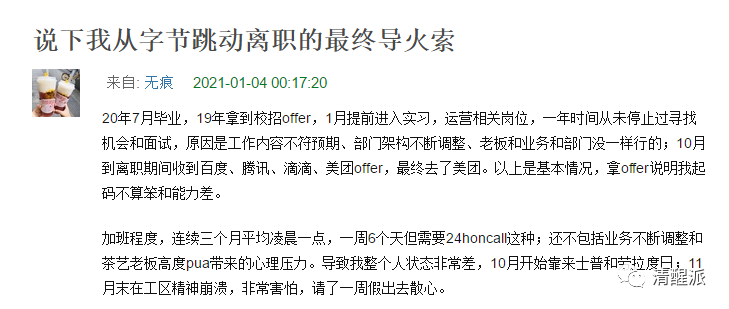 说下我从字节跳动离职的最终导火索
来自: 无痕 2021-01-04 00:17:20
20年7月毕业，19年拿到校招offer，1月提前进入实习，运营相关岗位，一年时间从未停止过寻找
机会和面试，原因是工作内容不符预期、部门架构不断调整、老板和业务和部门没一样行的；10月
到离职期间收到百度、腾讯、滴滴、美团offer，最终去了美团。以上是基本情况，拿offer说明我起
码不算笨和能力差。
加班程度，连续三个月平均凌晨一点，一周6个天但需要24honcall这种；还不包括业务不断调整和
茶艺老板高度pua带来的心理压力。导致我整个人状态非常差，10月开始靠来士普和劳拉度日；11
月末在工区精神崩溃，非常害怕，请了一周假出去散心。
清醒派